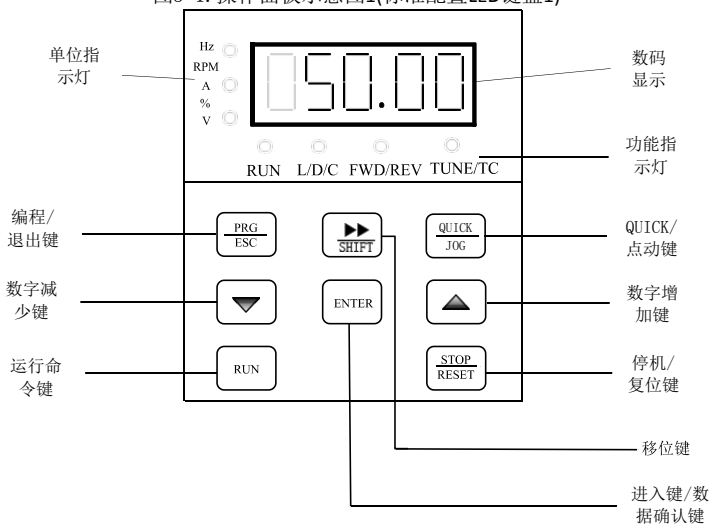 单位指
示灯
Hz
RPM
A
%
V
50.00
数码
显示
RUN L/D/C FWD/REV TUNE/TC
功能指
示灯
编程/
退出键
PRG
ESC
SHIFT
QUICK
JOG
QUICK/
点动键
数字减
少键
ENTER
数字增
加键
运行命
令键
RUN
STOP
RESET
停机/
复位键
移位键
进入键/数
据确认键